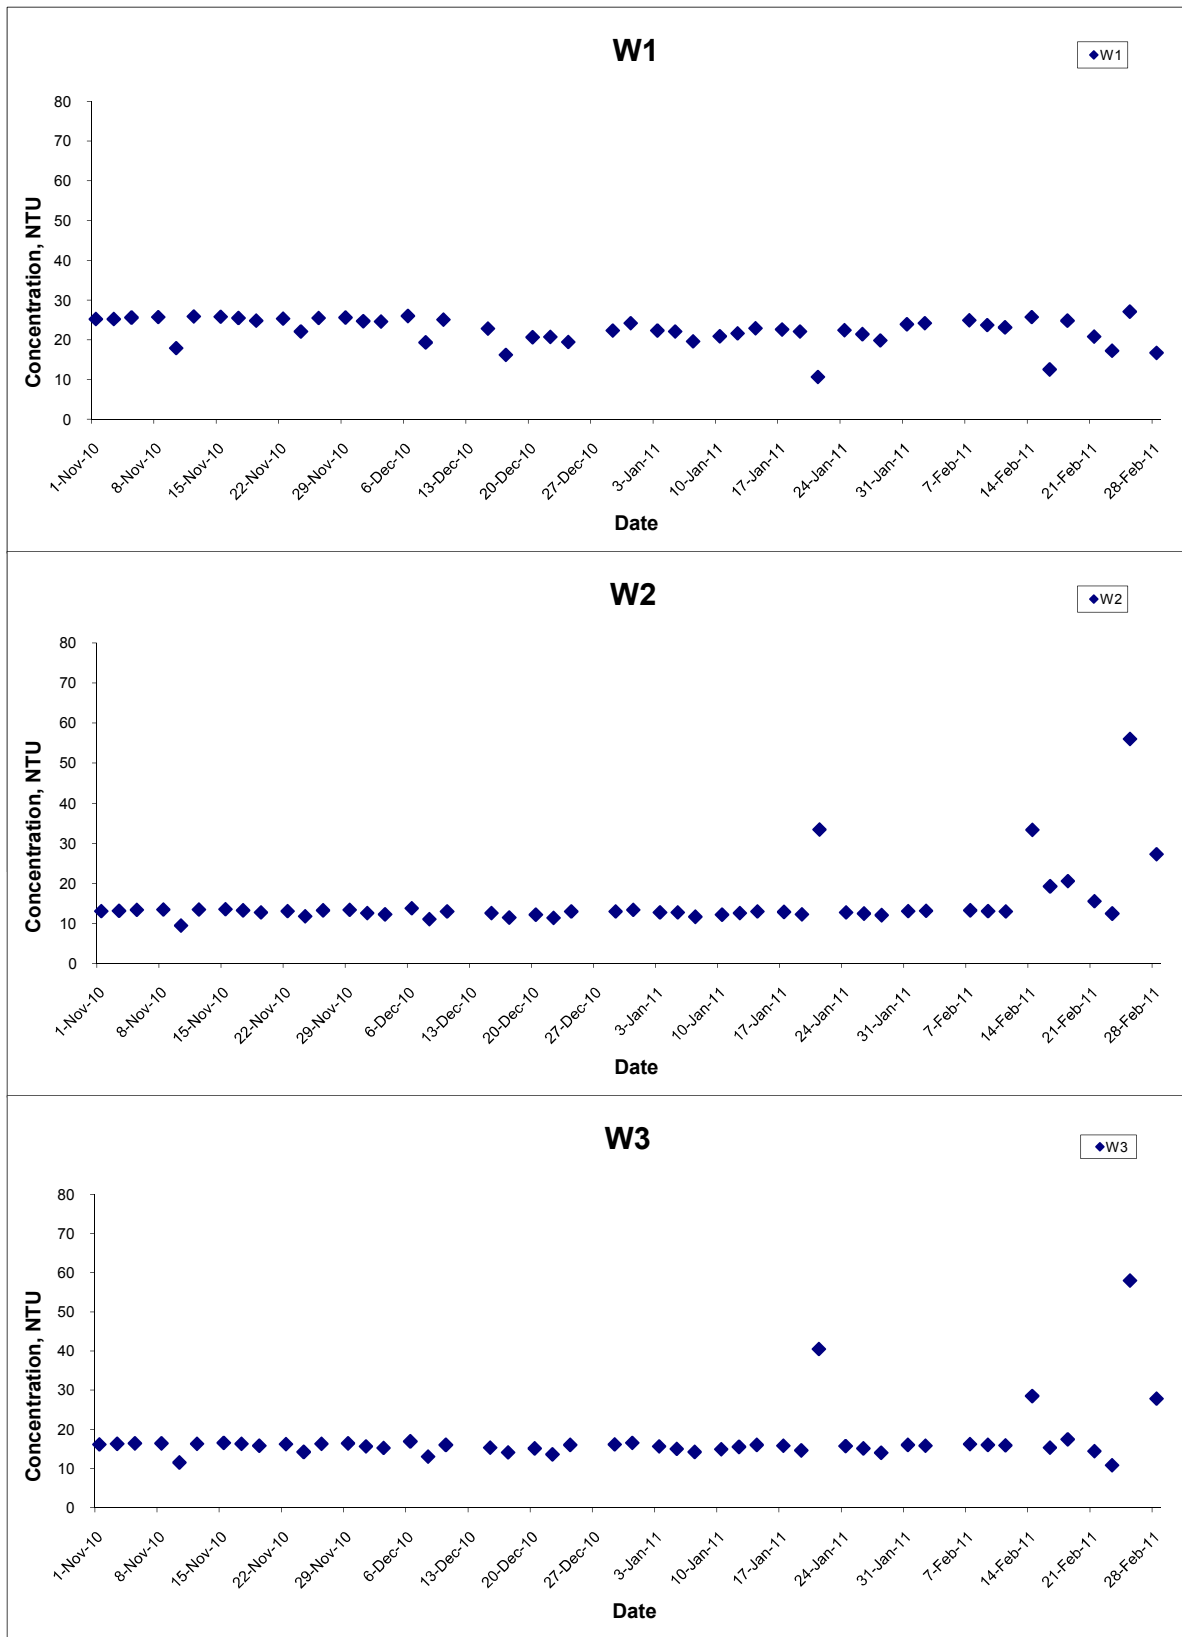 W1
W1
80
70
60
50
40
30
20
10
0
Concentration, NTU
1-Nov-10 8-Nov-10 15-Nov-10 22-Nov-10 29-Nov-10 6-Dec-10 13-Dec-10 20-Dec-10 27-Dec-10 3-Jan-11 10-Jan-11 17-Jan-11 24-Jan-11 31-Jan-11 7-Feb-11 14-Feb-11 21-Feb-11 28-Feb-11
Date
W2
W2
80
70
60
50
40
30
20
10
0
Concentration, NTU
1-Nov-10 8-Nov-10 15-Nov-10 22-Nov-10 29-Nov-10 6-Dec-10 13-Dec-10 20-Dec-10 27-Dec-10 3-Jan-11 10-Jan-11 17-Jan-11 24-Jan-11 31-Jan-11 7-Feb-11 14-Feb-11 21-Feb-11 28-Feb-11
Date
W3
W3
80
70
60
50
40
30
20
10
0
Concentration, NTU
1-Nov-10 8-Nov-10 15-Nov-10 22-Nov-10 29-Nov-10 6-Dec-10 13-Dec-10 20-Dec-10 27-Dec-10 3-Jan-11 10-Jan-11 17-Jan-11 24-Jan-11 31-Jan-11 7-Feb-11 14-Feb-11 21-Feb-11 28-Feb-11
Date